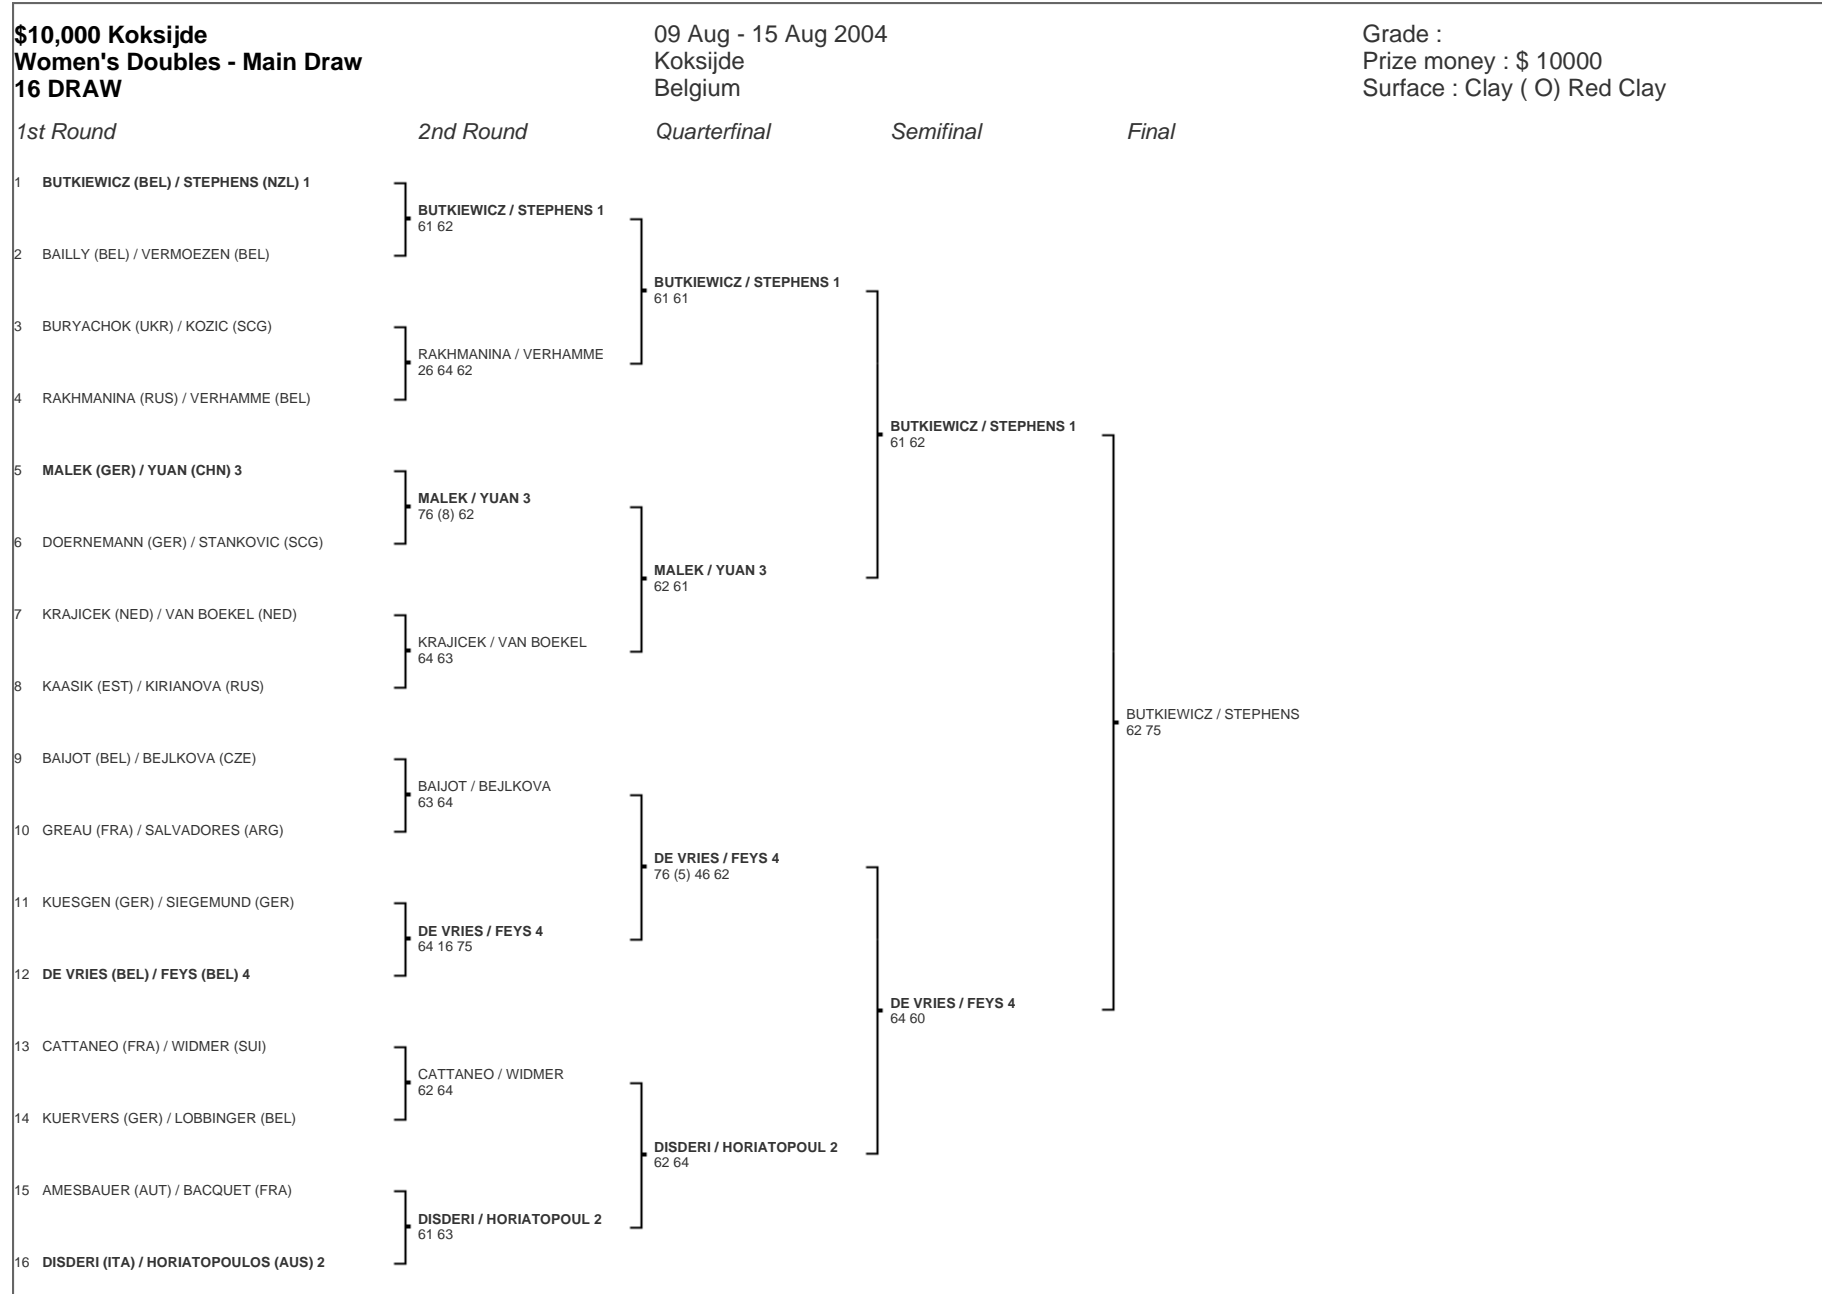 $10,000 Koksijde
Women's Doubles - Main Draw
16 DRAW
09 Aug - 15 Aug 2004
Koksijde
Belgium
Grade :
Prize money : $ 10000
Surface : Clay ( O) Red Clay
1st Round
2nd Round
Quarterfinal
Semifinal
Final
1 BUTKIEWICZ (BEL) / STEPHENS (NZL) 1
2 BAILLY (BEL) / VERMOEZEN (BEL)
3 BURYACHOK (UKR) / KOZIC (SCG)
4 RAKHMANINA (RUS) / VERHAMME (BEL)
5 MALEK (GER) / YUAN (CHN) 3
6 DOERNEMANN (GER) / STANKOVIC (SCG)
7 KRAJICEK (NED) / VAN BOEKEL (NED)
8 KAASIK (EST) / KIRIANOVA (RUS)
9 BAIJOT (BEL) / BEJLKOVA (CZE)
10 GREAU (FRA) / SALVADORES (ARG)
11 KUESGEN (GER) / SIEGEMUND (GER)
12 DE VRIES (BEL) / FEYS (BEL) 4
13 CATTANEO (FRA) / WIDMER (SUI)
14 KUERVERS (GER) / LOBBINGER (BEL)
15 AMESBAUER (AUT) / BACQUET (FRA)
16 DISDERI (ITA) / HORIATOPOULOS (AUS) 2
BUTKIEWICZ / STEPHENS 1
61 62
RAKHMANINA / VERHAMME
26 64 62
MALEK / YUAN 3
76 (8) 62
KRAJICEK / VAN BOEKEL
64 63
BAIJOT / BEJLKOVA
63 64
DE VRIES / FEYS 4
64 16 75
CATTANEO / WIDMER
62 64
DISDERI / HORIATOPOUL 2
61 63
BUTKIEWICZ / STEPHENS 1
61 61
MALEK / YUAN 3
62 61
DE VRIES / FEYS 4
76 (5) 46 62
DISDERI / HORIATOPOUL 2
62 64
BUTKIEWICZ / STEPHENS 1
61 62
DE VRIES / FEYS 4
64 60
BUTKIEWICZ / STEPHENS
62 75